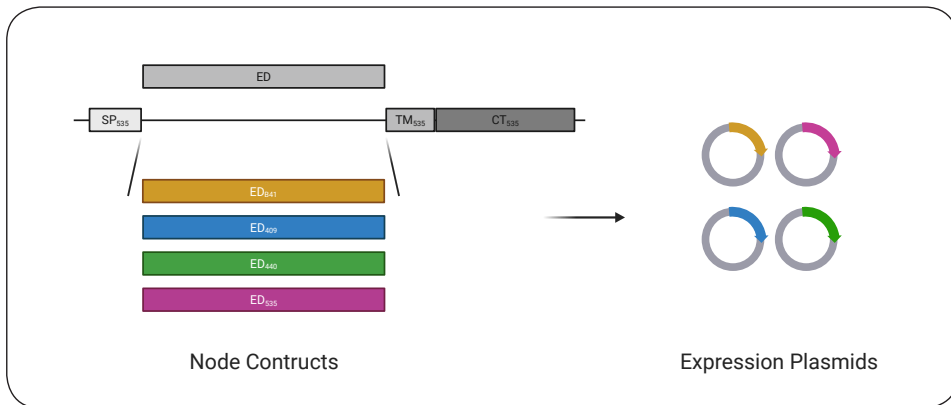 ED
SP₅₃₅
TM₅₃₅
CT₅₃₅
ED₈₄₁
ED₄₀₉
ED₄₄₀
ED₅₃₅
Node Contructs
Expression Plasmids